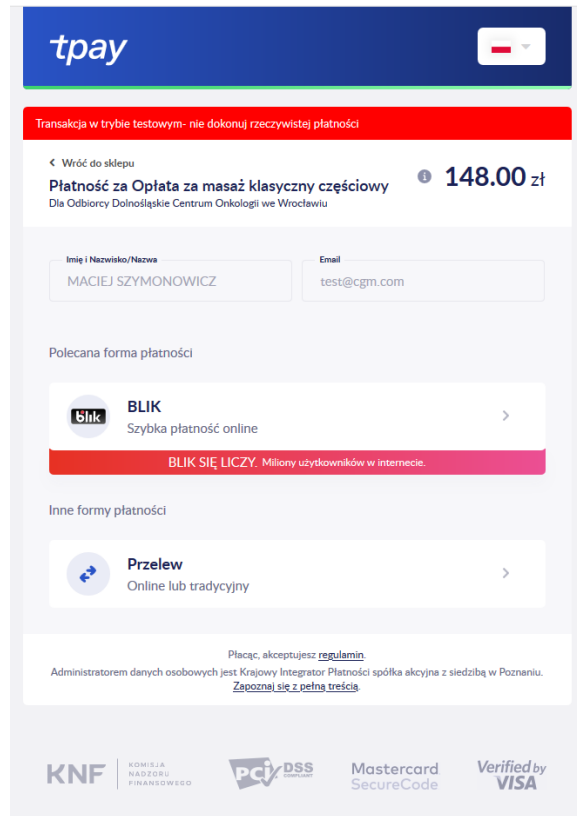 tpay
Transakcja w trybie testowym- nie dokonuj rzeczywistej płatności
Wróć do sklepu
Płatność za Opłata za masaż klasyczny częściowy
148.00 zł
Dla Odbiorcy Dolnośląskie Centrum Onkologii we Wrocławiu
Imię i Nazwisko/Nazwa
MACIEJ SZYMONOWICZ
Email
test@cgm.com
Polecana forma płatności
blik
BLIK
Szybka płatność online
BLIK SIĘ LICZY. Miliony użytkowników w internecie.
Inne formy płatności
Przelew
Online lub tradycyjny
Płacąc, akceptujesz regulamin.
Administratorem danych osobowych jest Krajowy Integrator Płatności spółka akcyjna z siedzibą w Poznaniu.
Zapoznaj się z pełną treścią.
KNF
KOMISJA
NADZORU
FINANSOWEGO
PCI DSS
COMPLIANT
Mastercard
SecureCode
Verified by
VISA